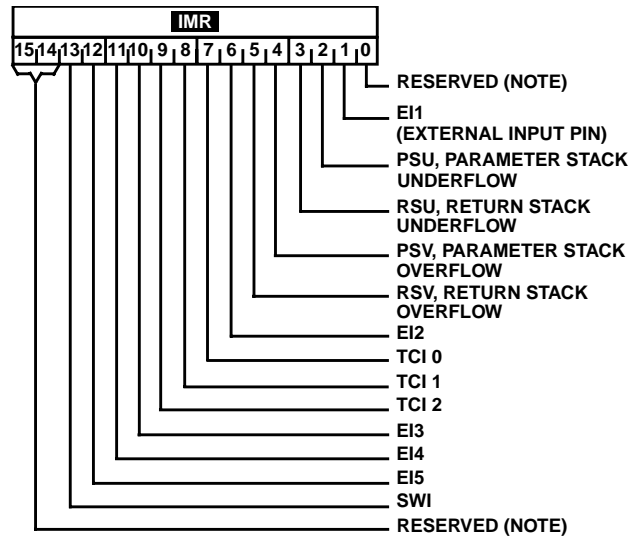 IMR
15 14 13 12 11 10 9 8 7 6 5 4 3 2 1 0
RESERVED (NOTE)
EI1
(EXTERNAL INPUT PIN)
PSU, PARAMETER STACK
UNDERFLOW
RSU, RETURN STACK
UNDERFLOW
PSV, PARAMETER STACK
OVERFLOW
RSV, RETURN STACK
OVERFLOW
EI2
TCI 0
TCI 1
TCI 2
EI3
EI4
EI5
SWI
RESERVED (NOTE)